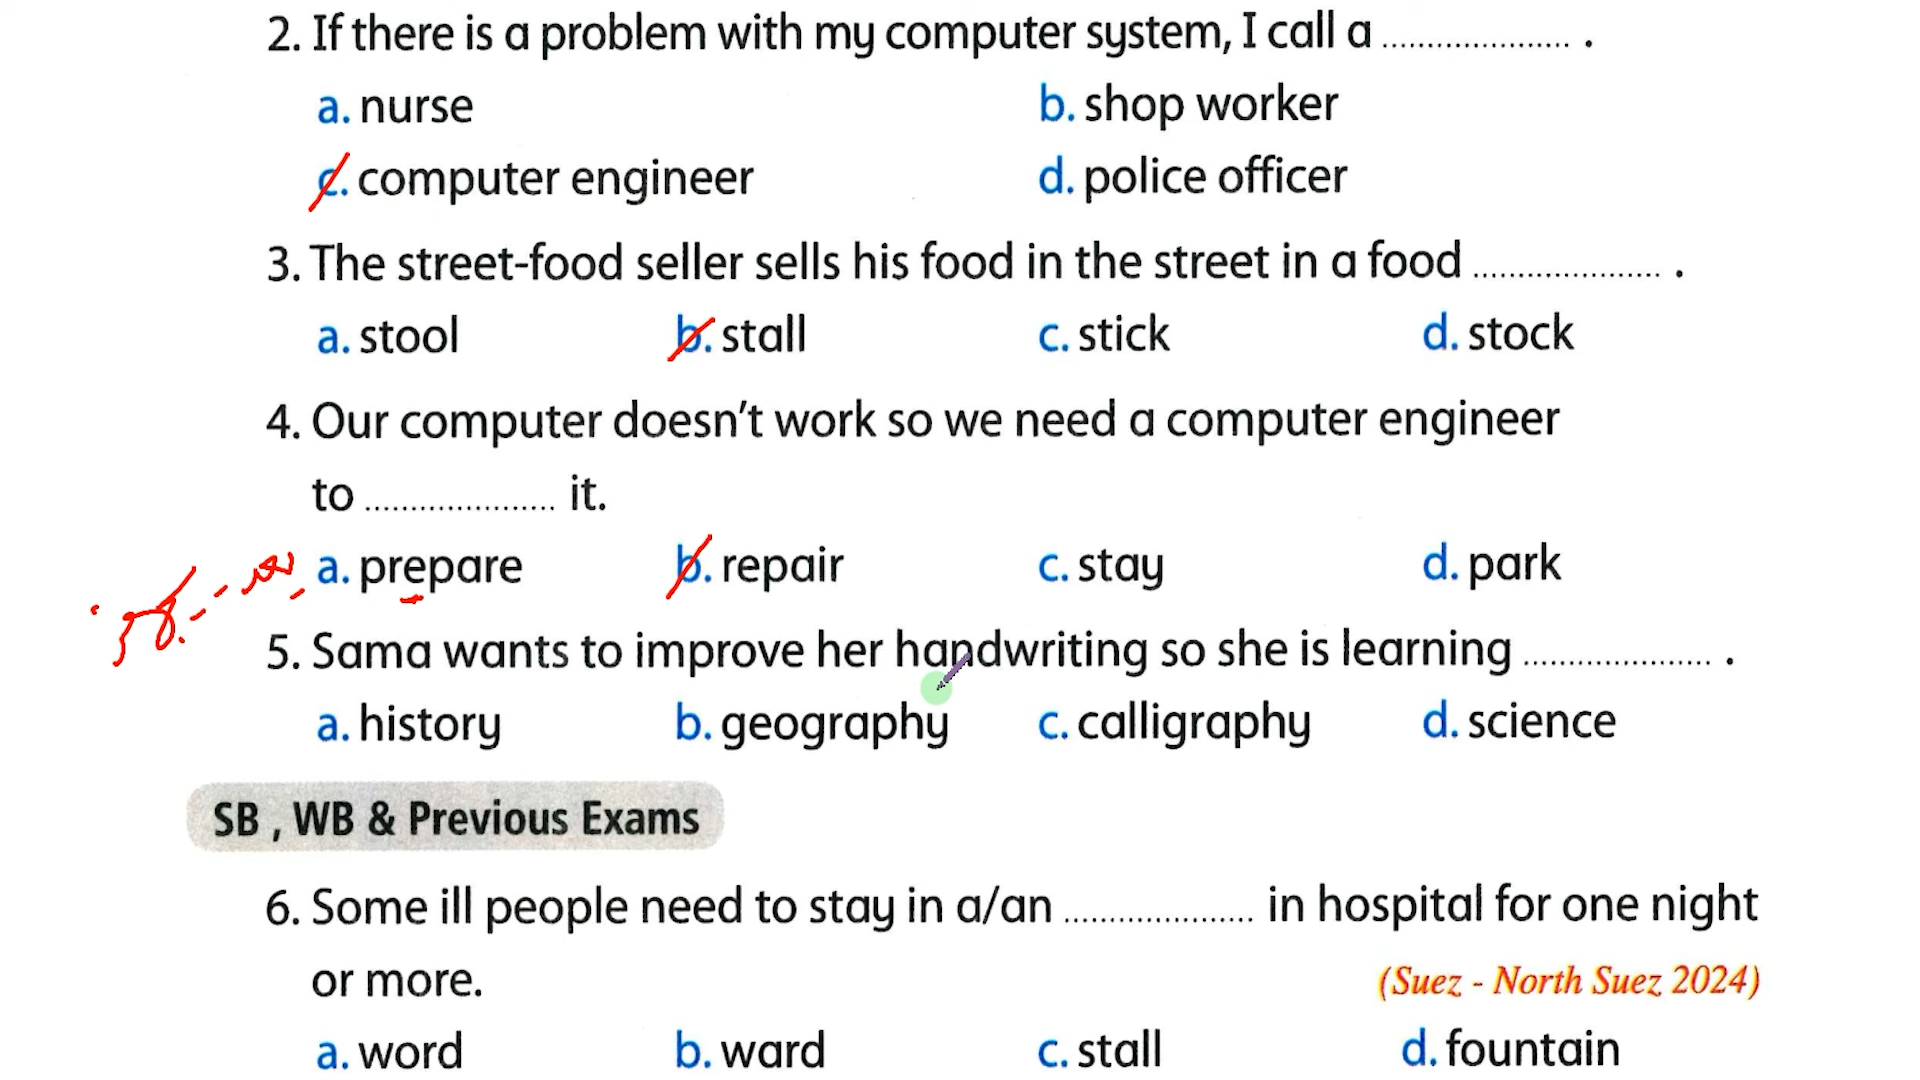 2. If there is a problem with my computer system, I call a ..................... .
a. nurse b. shop worker
c. computer engineer d. police officer
3. The street-food seller sells his food in the street in a food ..................... .
a. stool b. stall c. stick d. stock
4. Our computer doesn't work so we need a computer engineer
to ..................... it.
a. prepare b. repair c. stay d. park
5. Sama wants to improve her handwriting so she is learning ..................... .
a. history b. geography c. calligraphy d. science
SB , WB & Previous Exams
6. Some ill people need to stay in a/an ..................... in hospital for one night
or more. (Suez - North Suez 2024)
a. word b. ward c. stall d. fountain